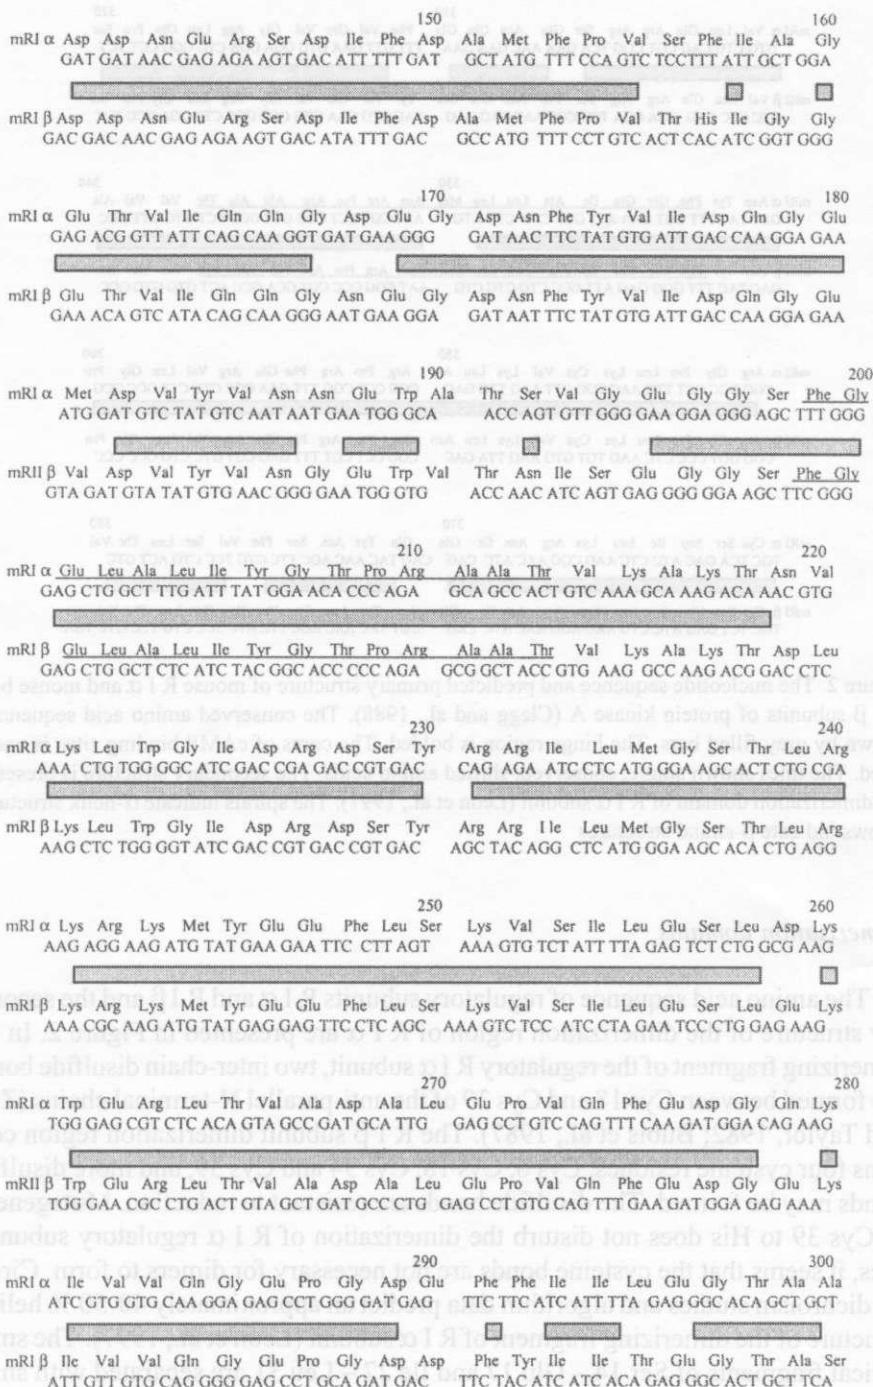 150 160
mRI α Asp Asp Asn Glu Arg Ser Asp Ile Phe Asp Ala Met Phe Pro Val Ser Phe Ile Ala Gly
GAT GAT AAC GAG AGA AGT GAC ATT TTT GAT GCT ATG TTT CCA GTC TCCTTT ATT GCT GGA
mRI β Asp Asp Asn Glu Arg Ser Asp Ile Phe Asp Ala Met Phe Pro Val Thr His Ile Gly Gly
GAC GAC AAC GAG AGA AGT GAC ATA TTT GAC GCC ATG TTT CCT GTC ACT CAC ATC GGT GGG
170 180
mRI α Glu Thr Val Ile Gln Gln Gly Asp Glu Gly Asp Asn Phe Tyr Val Ile Asp Gln Gly Glu
GAG ACG GTT ATT CAG CAA GGT GAT GAA GGG GAT AAC TTC TAT GTG ATT GAC CAA GGA GAA
mRI β Glu Thr Val Ile Gln Gln Gly Asn Glu Gly Asp Asn Phe Tyr Val Ile Asp Gln Gly Glu
GAA ACA GTC ATA CAG CAA GGG AAT GAA GGA GAT AAT TTC TAT GTG ATT GAC CAA GGA GAA
190 200
mRI α Met Asp Val Tyr Val Asn Asn Glu Trp Ala Thr Ser Val Gly Glu Gly Gly Ser Phe Gly
ATG GAT GTC TAT GTC AAT AAT GAA TGG GCA ACC AGT GTT GGG GAA GGA GGG AGC TTT GGG
mRII β Val Asp Val Tyr Val Asn Gly Glu Trp Val Thr Asn Ile Ser Glu Gly Gly Ser Phe Gly
GTA GAT GTA TAT GTG AAC GGG GAA TGG GTG ACC AAC ATC AGT GAG GGG GGA AGC TTC GGG
210 220
mRI α Glu Leu Ala Leu Ile Tyr Gly Thr Pro Arg Ala Ala Thr Val Lys Ala Lys Thr Asn Val
GAG CTG GCT TTG ATT TAT GGA ACA CCC AGA GCA GCC ACT GTC AAA GCA AAG ACA AAC GTG
mRI β Glu Leu Ala Leu Ile Tyr Gly Thr Pro Arg Ala Ala Thr Val Lys Ala Lys Thr Asp Leu
GAG CTG GCT CTC ATC TAC GGC ACC CCC AGA GCG GCT ACC GTG AAG GCC AAG ACG GAC CTC
230 240
mRI α Lys Leu Trp Gly Ile Asp Arg Asp Ser Tyr Arg Arg Ile Leu Met Gly Ser Thr Leu Arg
AAA CTG TGG GGC ATC GAC CGA GAC CGT GAC AGG AGA ATC CTC ATG GGA AGC ACT CTG CGA
mRI β Lys Leu Trp Gly Ile Asp Arg Asp Ser Tyr Arg Arg Ile Leu Met Gly Ser Thr Leu Arg
AAG CTC TGG GGT ATC GAC CGT GAC CGT GAC AGC TAC AGG CTC ATG GGA AGC ACA CTG AGG
250 260
mRI α Lys Arg Lys Met Tyr Glu Glu Phe Leu Ser Lys Val Ser Ile Leu Glu Ser Leu Asp Lys
AAG AGG AAG ATG TAT GAA GAA TTC CTT AGT AAA GTG TCT ATT TTA GAG TCT CTG GCG AAG
mRI β Lys Arg Lys Met Tyr Glu Glu Phe Leu Ser Lys Val Ser Ile Leu Glu Ser Leu Glu Lys
AAA CGC AAG ATG TAT GAG GAG TTC CTC AGC AAA GTC TCC ATC CTA GAA TCC CTG GAG AAG
270 280
mRI α Trp Glu Arg Leu Thr Val Ala Asp Ala Leu Glu Pro Val Gln Phe Glu Asp Gly Gln Lys
TGG GAG CGT CTC ACA GTA GCC GAT GCA TTG GAG CCT GTC CAG TTT CAA GAT GGA CAG AAG
mRII β Trp Glu Arg Leu Thr Val Ala Asp Ala Leu Glu Pro Val Gln Phe Glu Asp Gly Glu Lys
TGG GAA CGC CTG ACT GTA GCT GAT GCC CTG GAG CCC GTG CAG TTT GAA GAT GGA GAG AAA
290 300
mRI α Ile Val Val Gln Gly Glu Pro Gly Asp Glu Phe Phe Ile Ile Leu Glu Gly Thr Ala Ala
ATC GTG GTG CAA GGA GAG CCT GGG GAT GAG TTC TTC ATC ATT TTA GAG GGC ACA GCT GCT
mRI β Ile Val Val Gln Gly Glu Pro Gly Asp Asp Phe Tyr Ile Ile Thr Glu Gly Thr Ala Ser
ATT GTT GTG CAG GGG GAG CCT GCA GAT GAC TTC TAC ATC ATC ACA GAG GGC ACT GCT TCA